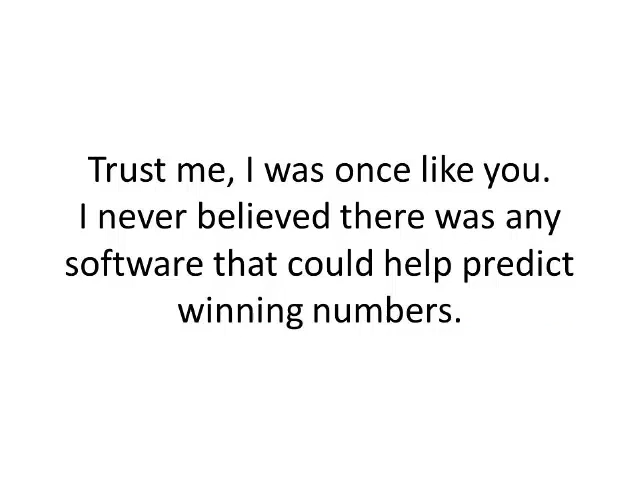 Trust me, I was once like you.
I never believed there was any
software that could help predict
winning numbers.